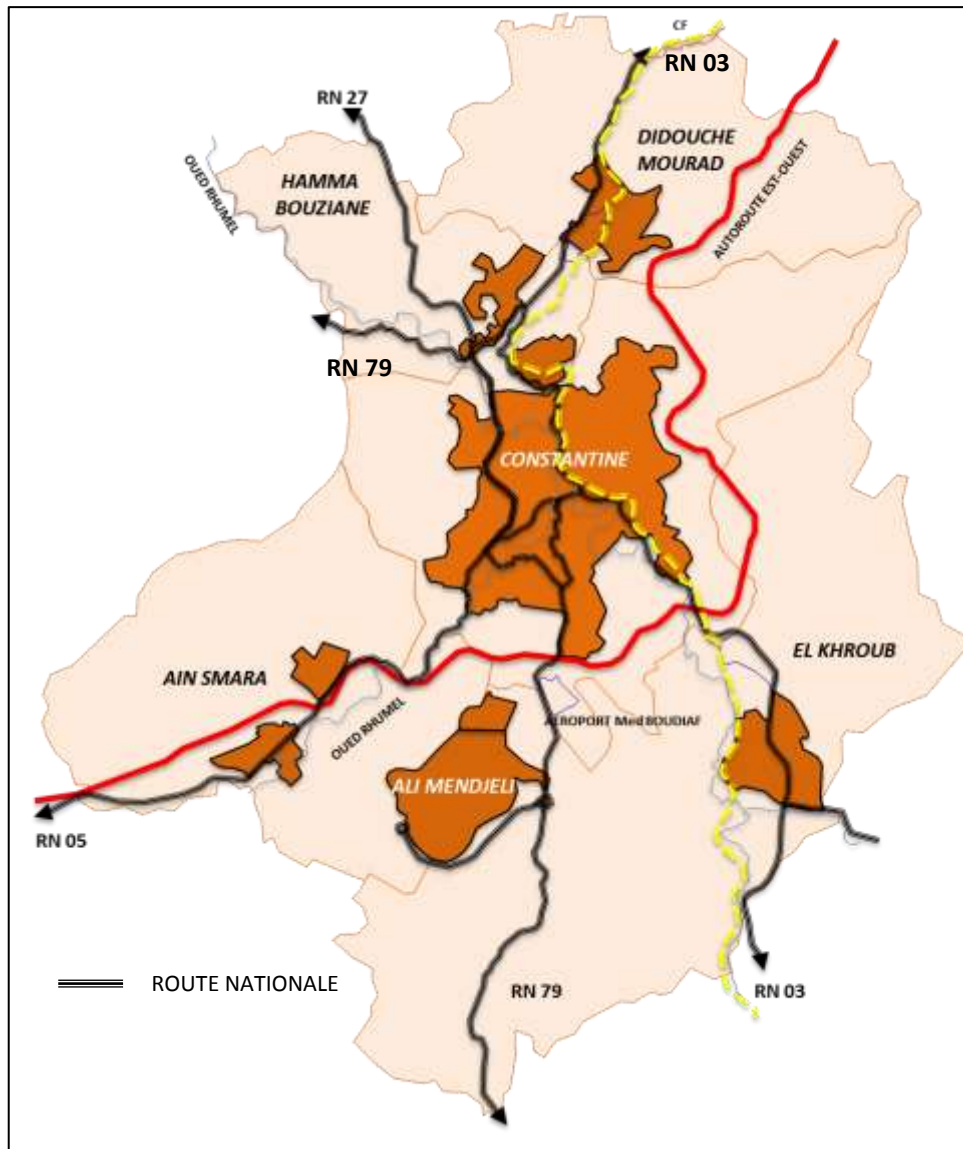 CF
RN 03
RN 27
DIDOUCHE
MOURAD
OUED RHUMEL
HAMMA
BOUZIANE
AUTOROUTE EST-OUEST
RN 79
CONSTANTINE
EL KHROUB
AIN SMARA
OUED RHUMEL
AEROPORT Med BOUDIAF
ALI MENDJELI
RN 05
ROUTE NATIONALE
RN 79
RN 03